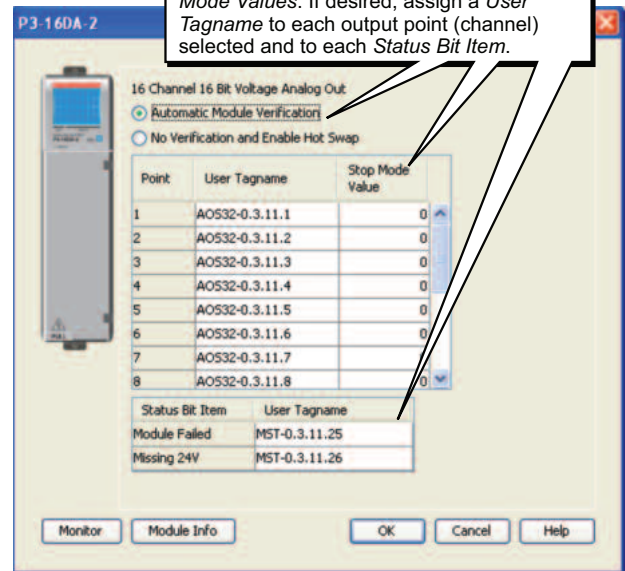 Mode Values. If desired, assign a User
Tagname to each output point (channel)
selected and to each Status Bit Item.
P3-16DA-2
16 Channel 16 Bit Voltage Analog Out
Automatic Module Verification
No Verification and Enable Hot Swap
Point User Tagname Stop Mode Value
1 AOS32-0.3.11.1 0
2 AOS32-0.3.11.2 0
3 AOS32-0.3.11.3 0
4 AOS32-0.3.11.4 0
5 AOS32-0.3.11.5 0
6 AOS32-0.3.11.6 0
7 AOS32-0.3.11.7 0
8 AOS32-0.3.11.8 0
Status Bit Item User Tagname
Module Failed MST-0.3.11.25
Missing 24V MST-0.3.11.26
Monitor Module Info OK Cancel Help